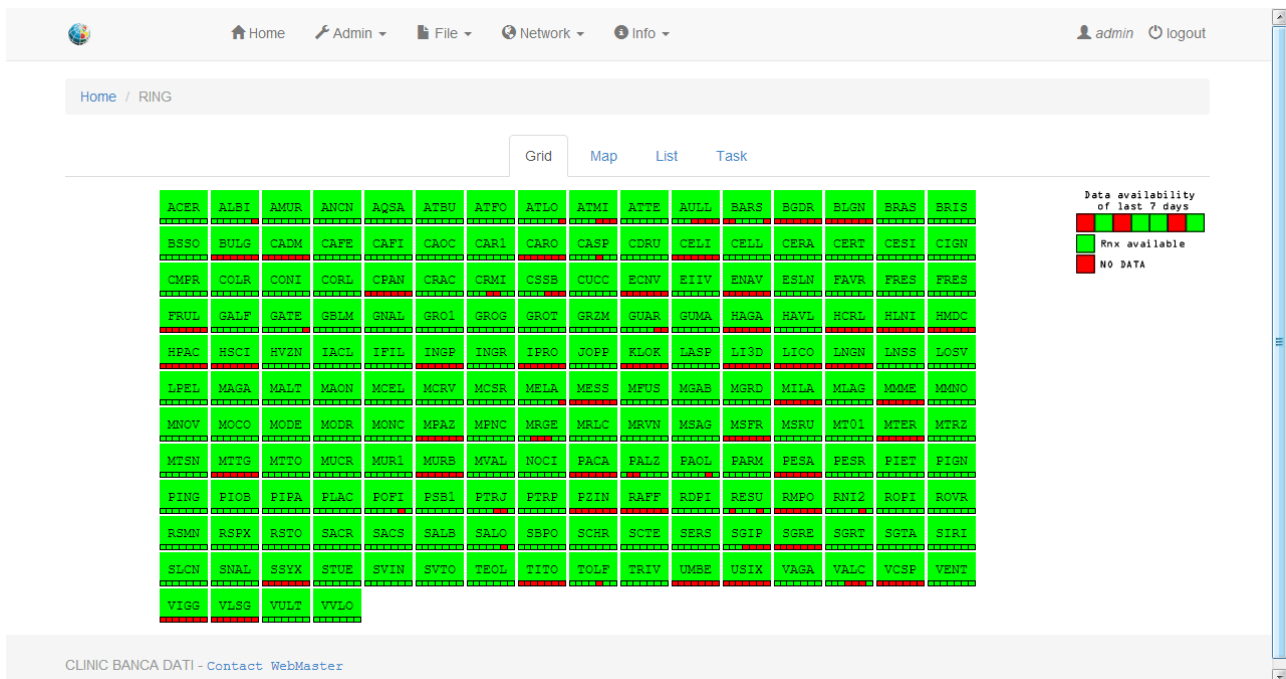 Home Admin File Network Info admin logout
Home / RING
Grid Map List Task
Data availability
of last 7 days
Rnx available
NO DATA
ACER ALBI AMUR ANCN AQSA ATBU ATFO ATLO ATMI ATTE AULL BARS BGDR BLGN BRAS BRIS
BSSO BULG CADM CAFE CAFI CAOC CAR1 CARO CASP CDRU CELI CELL CERA CERT CESI CIGN
CMPR COLR CONI CORL CPAN CRAC CRMI CSSB CUCC ECNV EIIV ENAV ESLN FAVR FRES FRES
FRUL GALF GATE GBLM GNAL GRO1 GROG GROT GRZM GUAR GUMA HAGA HAVL HCRL HLNI HMDC
HPAC HSCI HVZN IACL IFIL INGP INGR IPRO JOPP KLOK LASP LI3D LICO LNGN LNSS LOSV
LPEL MAGA MALT MAON MCEL MCRV MCSR MELA MESS MFUS MGAB MGRD MILA MLAG MMME MMNO
MNOV MOCO MODE MODR MONC MPAZ MPNC MRGE MRLC MRVN MSAG MSFR MSRU MT01 MTER MTRZ
MTSN MTTG MTTO MUCR MUR1 MURB MVAL NOCI PACA PALZ PAOL PARM PESA PESR PIET PIGN
PING PIOB PIPA PLAC POFI PSB1 PTRJ PTRP PZIN RAFF RDPI RESU RMPO RNI2 ROPI ROVR
RSMN RSPX RSTO SACR SACS SALB SALO SBPO SCHR SCTE SERS SGIP SGRE SGRT SGTA SIRI
SLCN SNAL SSYX STUE SVIN SVTO TEOL TITO TOLF TRIV UMBE USIX VAGA VALC VCSP VENT
VIGG VLSG VULT VVLO
CLINIC BANCA DATI - Contact WebMaster